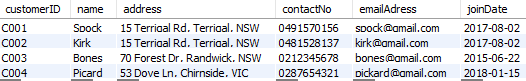 customerID name address contactNo emailAdress joinDate
C001 Spock 15 Terrigal Rd, Terrigal, NSW 0491570156 spock@gmail.com 2017-08-02
C002 Kirk 15 Terrigal Rd, Terrigal, NSW 0481528137 kirk@gmail.com 2017-08-02
C003 Bones 70 Forest Dr, Randwick, NSW 0212345678 bones@gmail.com 2015-06-22
C004 Picard 53 Dove Ln, Chirnside, VIC 0287654321 pickard@gmail.com 2018-01-15